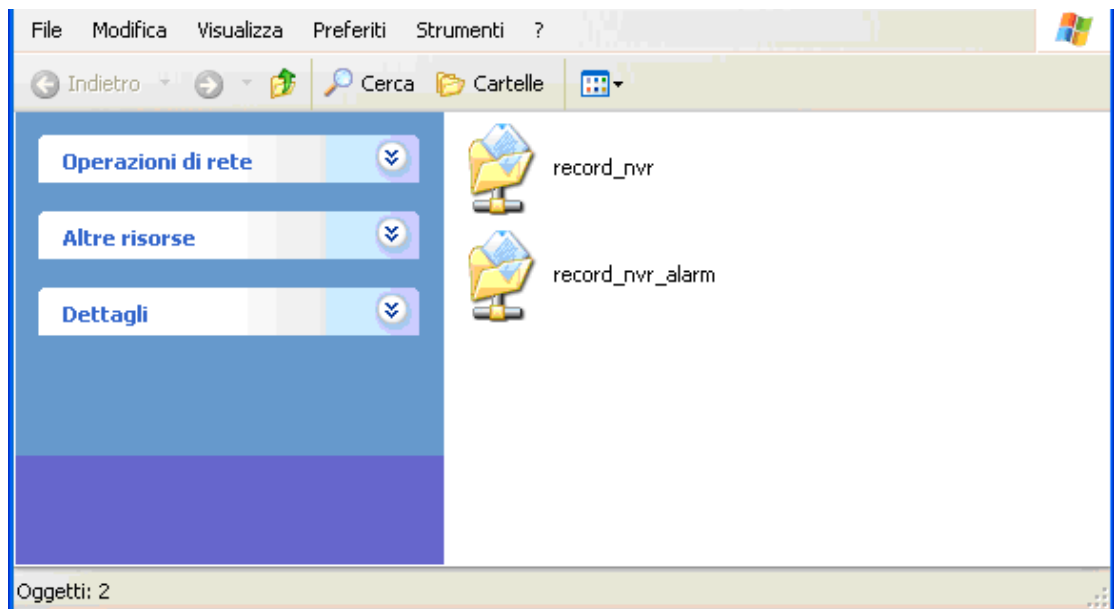 File Modifica Visualizza Preferiti Strumenti ?
Indietro Cerca Cartelle
Operazioni di rete
Altre risorse
Dettagli
record_nvr
record_nvr_alarm
Oggetti: 2